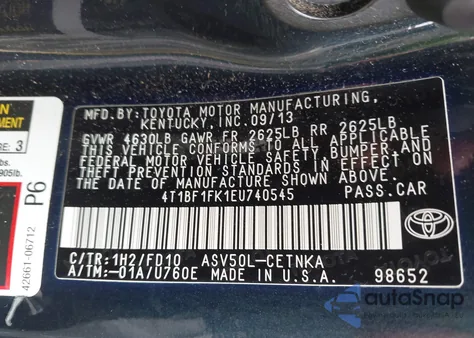 MFD.BY:TOYOTA MOTOR MANUFACTURING,
KENTUCKY, INC. 09/13
GVWR 4630LB GAWR FR 2625LB RR 2625LB
THIS VEHICLE CONFORMS TO ALL APPLICABLE
FEDERAL MOTOR VEHICLE SAFETY, BUMPER, AND
THEFT PREVENTION STANDARDS IN EFFECT ON
THE DATE OF MANUFACTURE SHOWN ABOVE.
4T1BF1FK1EU740545 PASS.CAR
C/TR:1H2/FD10 ASV50L-CETNKA
A/TM:-01A/U760E MADE IN U.S.A.
98652
TOYOTA
P6
42661-06712
3
905lb.
autoSnap